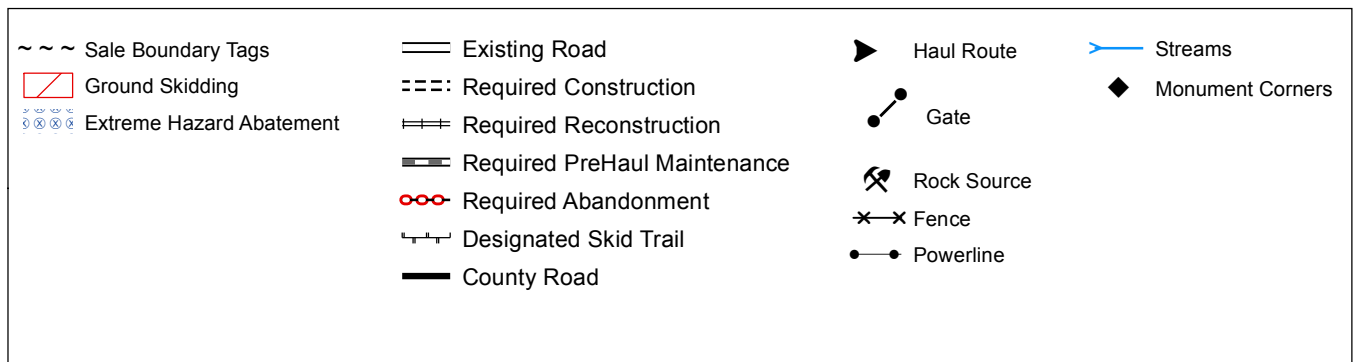 Sale Boundary Tags
Ground Skidding
Extreme Hazard Abatement
Existing Road
Required Construction
Required Reconstruction
Required PreHaul Maintenance
Required Abandonment
Designated Skid Trail
County Road
Haul Route
Gate
Rock Source
Fence
Powerline
Streams
Monument Corners